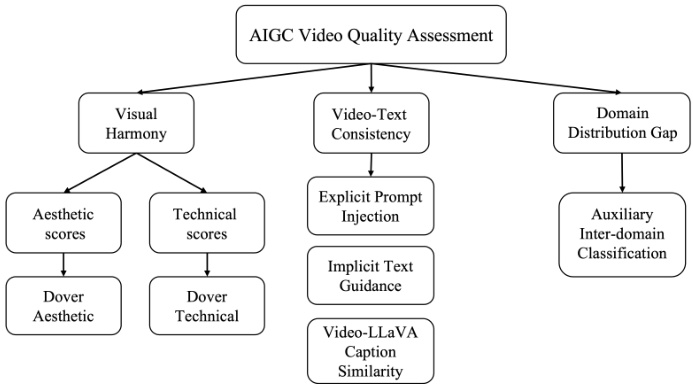 AIGC Video Quality Assessment
Visual
Harmony
Video-Text
Consistency
Domain
Distribution Gap
Aesthetic
scores
Technical
scores
Explicit Prompt
Injection
Auxiliary
Inter-domain
Classification
Dover
Aesthetic
Dover
Technical
Implicit Text
Guidance
Video-LLaVA
Caption
Similarity